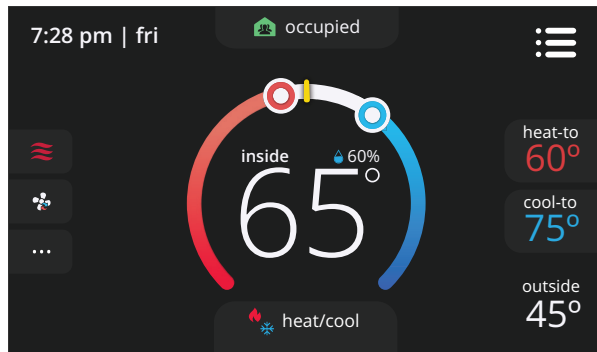 7:28 pm | fri
occupied
heat-to
60°
inside
60%
65°
cool-to
75°
outside
45°
heat/cool